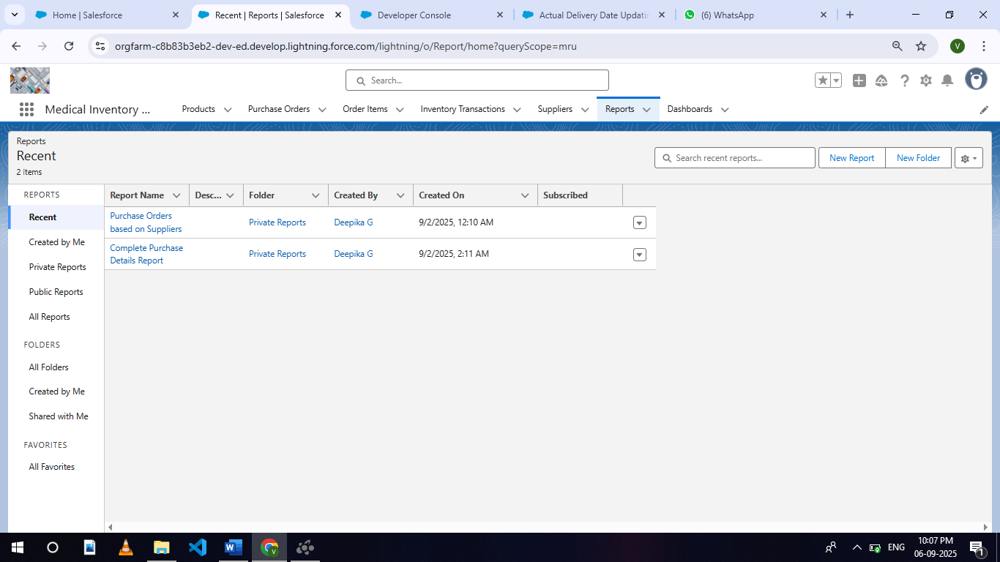 Home | Salesforce
Recent | Reports | Salesforce
Developer Console
Actual Delivery Date Updatin
(6) WhatsApp
orgfarm-c8b83b3eb2-dev-ed.develop.lightning.force.com/lightning/o/Report/home?queryScope=mru
V
Search...
Medical Inventory ...
Products
Purchase Orders
Order Items
Inventory Transactions
Suppliers
Reports
Dashboards
Reports
Recent
2 items
Search recent reports...
New Report
New Folder
REPORTS
Recent
Created by Me
Private Reports
Public Reports
All Reports
FOLDERS
All Folders
Created by Me
Shared with Me
FAVORITES
All Favorites
Report Name
Desc...
Folder
Created By
Created On
Subscribed
Purchase Orders
based on Suppliers
Private Reports
Deepika G
9/2/2025, 12:10 AM
Complete Purchase
Details Report
Private Reports
Deepika G
9/2/2025, 2:11 AM
ENG
10:07 PM
06-09-2025
1